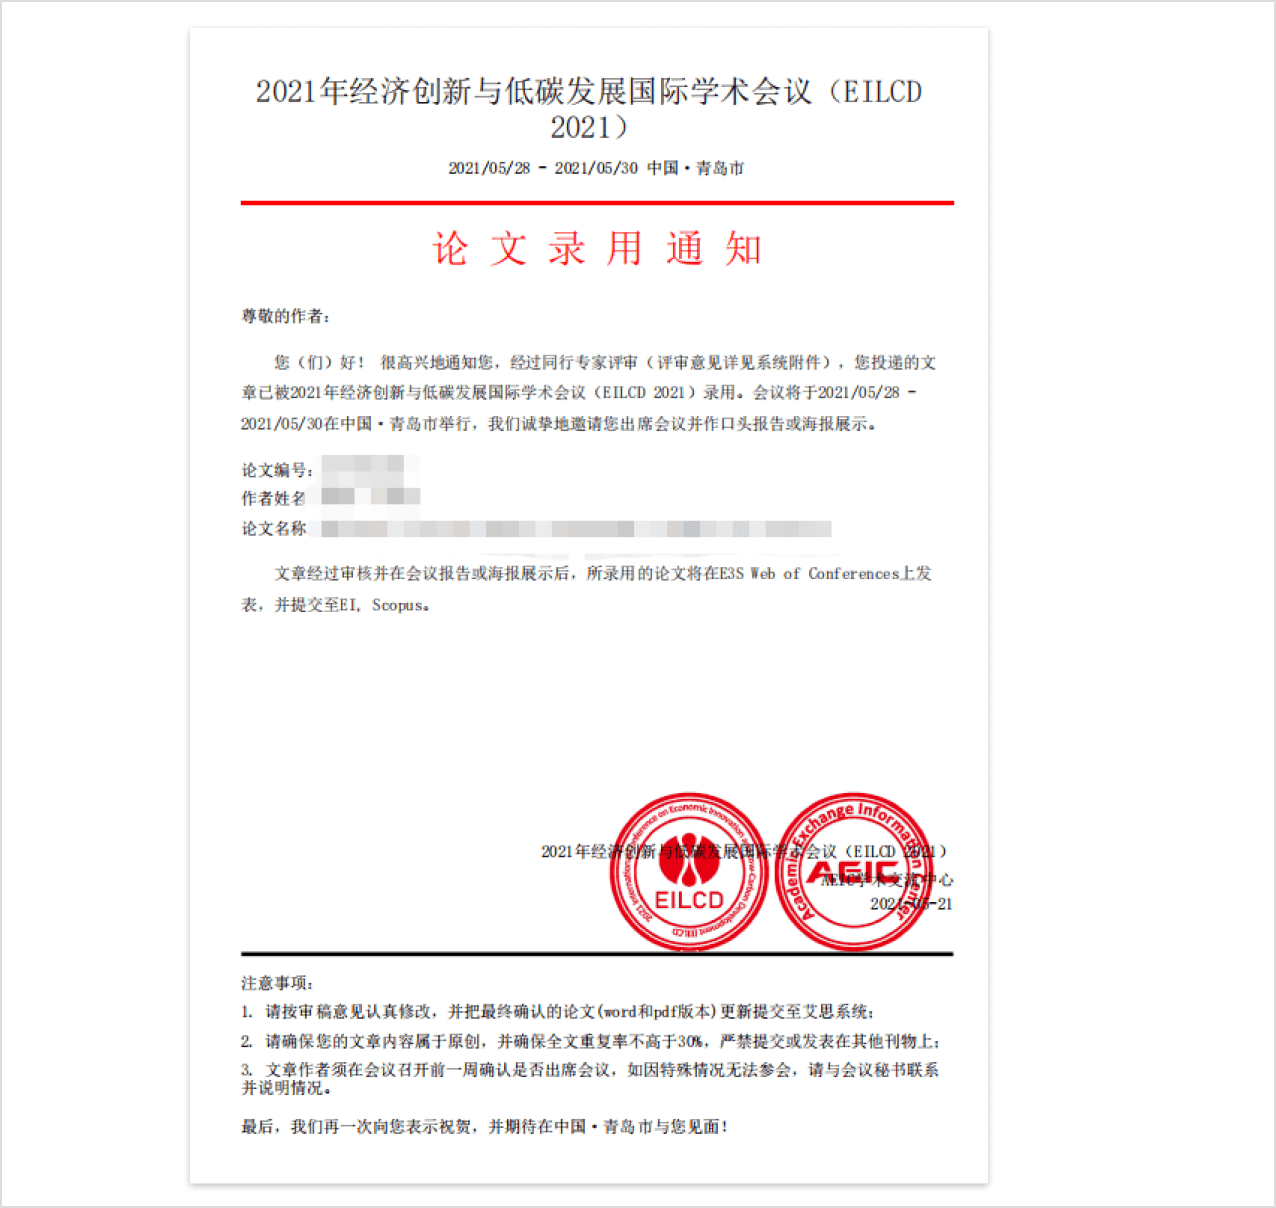 2021年经济创新与低碳发展国际学术会议（EILCD
2021）
2021/05/28 - 2021/05/30 中国·青岛市
论文录用通知
尊敬的作者：
您（们）好！ 很高兴地通知您，经过同行专家评审（评审意见详见系统附件），您投递的文
章已被2021年经济创新与低碳发展国际学术会议（EILCD 2021）录用。会议将于2021/05/28 -
2021/05/30在中国·青岛市举行，我们诚挚地邀请您出席会议并作口头报告或海报展示。
论文编号：
作者姓名
论文名称
文章经过审核并在会议报告或海报展示后，所录用的论文将在E3S Web of Conferences上发
表，并提交至EI, Scopus。
2021年经济创新与低碳发展国际学术会议（EILCD 2021）
AEIC学术交流中心
2021-05-21
2021 International Conference on Economic Innovation and Low-Carbon Development (EILCD
EILCD
Academic Exchange Information Center
AEIC
注意事项：
1. 请按审稿意见认真修改，并把最终确认的论文(word和pdf版本)更新提交至艾思系统；
2. 请确保您的文章内容属于原创，并确保全文重复率不高于30%，严禁提交或发表在其他刊物上；
3. 文章作者须在会议召开前一周确认是否出席会议，如因特殊情况无法参会，请与会议秘书联系
并说明情况。
最后，我们再一次向您表示祝贺，并期待在中国·青岛市与您见面！